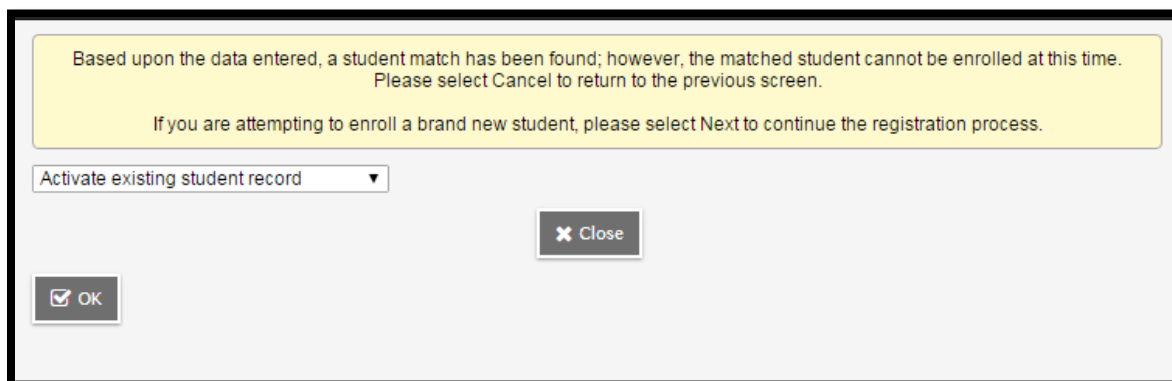 Based upon the data entered, a student match has been found; however, the matched student cannot be enrolled at this time.
Please select Cancel to return to the previous screen.
If you are attempting to enroll a brand new student, please select Next to continue the registration process.
Activate existing student record
Close
OK